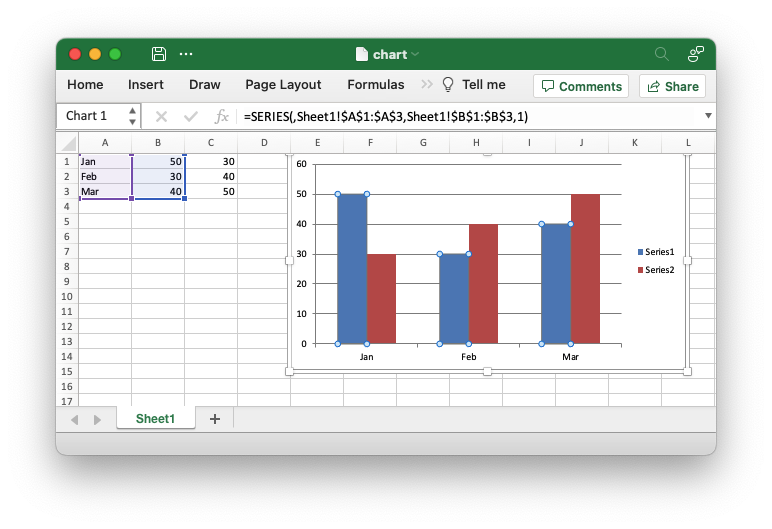 chart
Home Insert Draw Page Layout Formulas Tell me Comments Share
Chart 1 fx =SERIES(,Sheet1!$A$1:$A$3,Sheet1!$B$1:$B$3,1)
A B C D E F G H I J K L
1 Jan 50 30
2 Feb 30 40
3 Mar 40 50
4
5
6
7
8
9
10
11
12
13
14
15
16
17
60
50
40
30
20
10
0
Jan Feb Mar
Series1
Series2
Sheet1 +